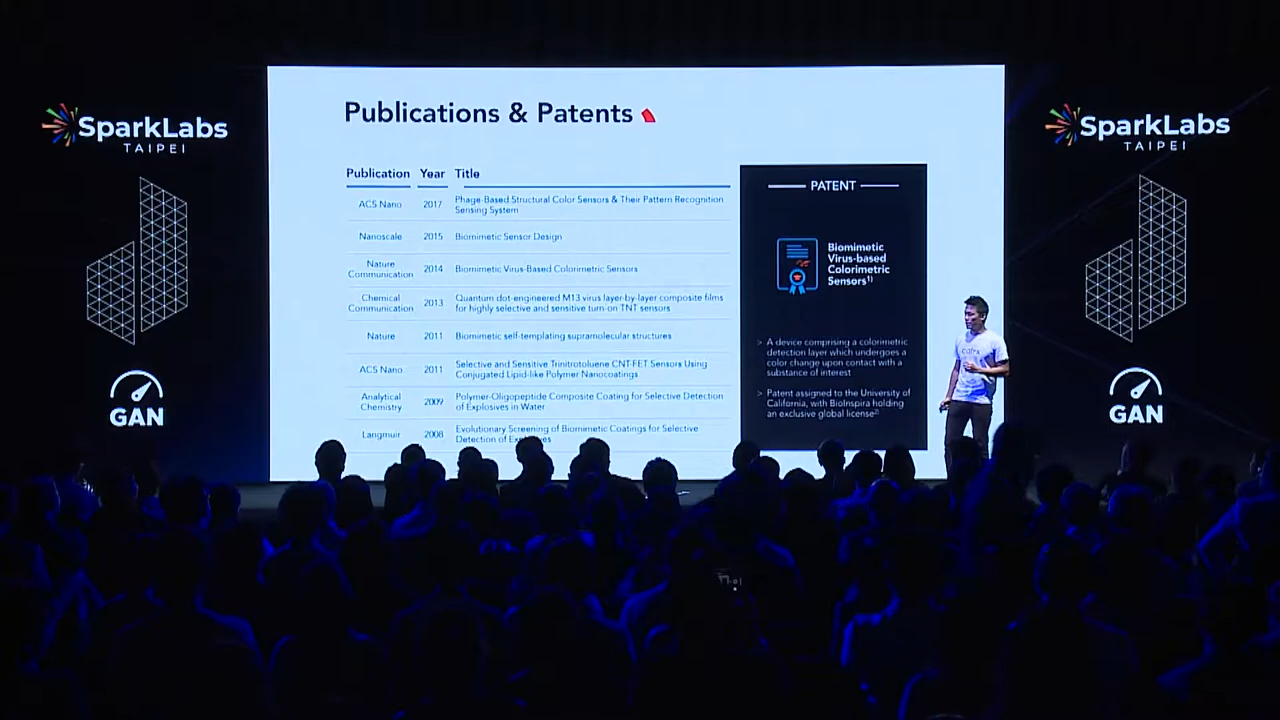 SparkLabs
TAIPEI
GAN
Publications & Patents
Publication Year Title
ACS Nano 2017 Phage-Based Structural Color Sensors & Their Pattern Recognition
Sensing System
Nanoscale 2015 Biomimetic Sensor Design
Nature
Communication 2014 Biomimetic Virus-Based Colorimetric Sensors
Chemical
Communication 2013 Quantum dot-engineered M13 virus layer-by-layer composite films
for highly selective and sensitive turn-on TNT sensors
Nature 2011 Biomimetic self-templating supramolecular structures
ACS Nano 2011 Selective and Sensitive Trinitrotoluene CNT-FET Sensors Using
Conjugated Lipid-like Polymer Nanocoatings
Analytical
Chemistry 2009 Polymer-Oligopeptide Composite Coating for Selective Detection
of Explosives in Water
Langmuir 2008 Evolutionary Screening of Biomimetic Coatings for Selective
Detection of Explosives
PATENT
Biomimetic
Virus-based
Colorimetric
Sensors1)
> A device comprising a colorimetric
detection layer which undergoes a
color change upon contact with a
substance of interest
> Patent assigned to the University of
California, with BioInspira holding
an exclusive global license2)
SparkLabs
TAIPEI
GAN